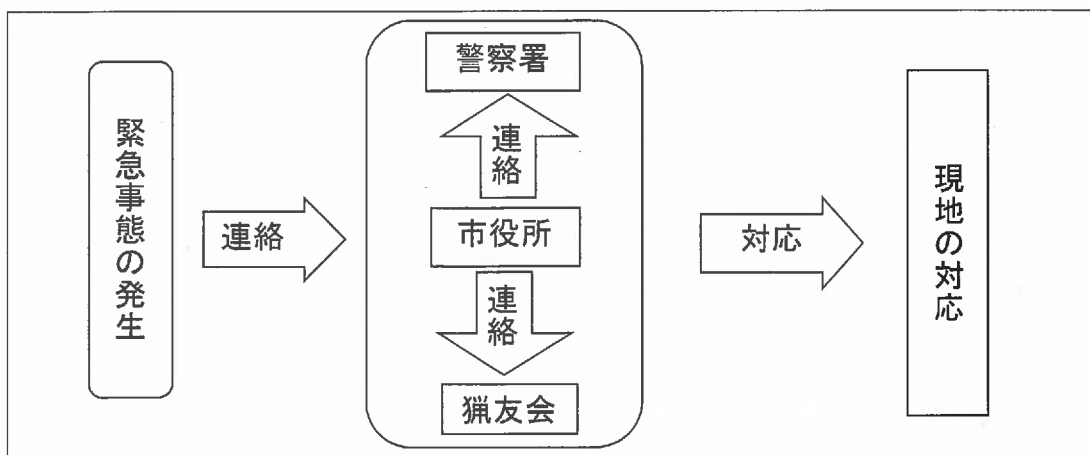 緊急事態の発生
連絡
警察署
連絡
市役所
連絡
猟友会
対応
現地の対応